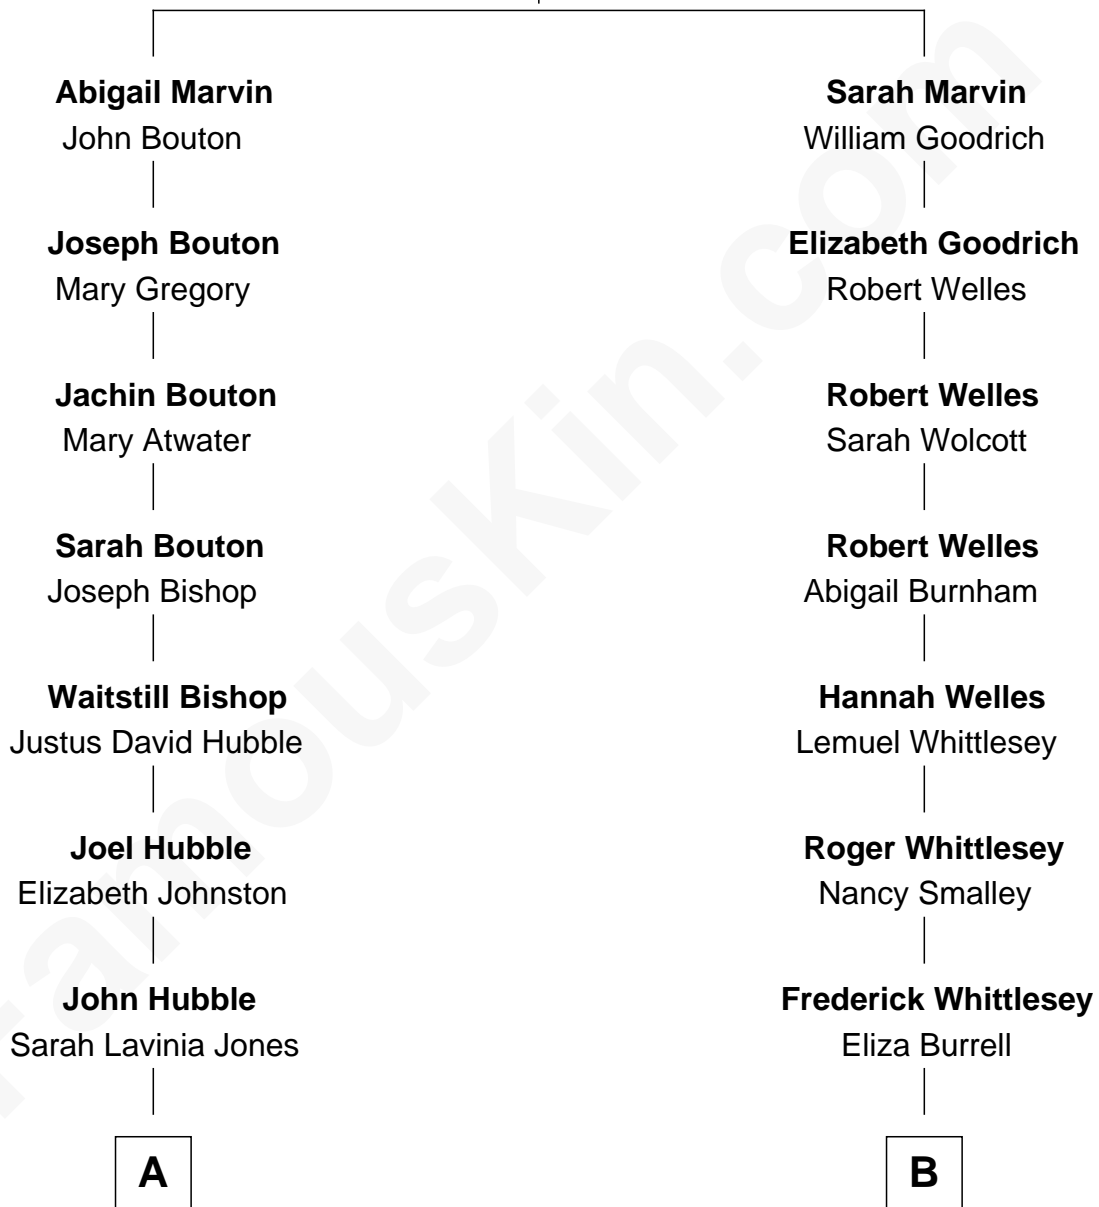 Abigail Marvin
John Bouton
Joseph Bouton
Mary Gregory
Jachin Bouton
Mary Atwater
Sarah Bouton
Joseph Bishop
Waitstill Bishop
Justus David Hubble
Joel Hubble
Elizabeth Johnston
John Hubble
Sarah Lavinia Jones
A
Sarah Marvin
William Goodrich
Elizabeth Goodrich
Robert Welles
Robert Welles
Sarah Wolcott
Robert Welles
Abigail Burnham
Hannah Welles
Lemuel Whittlesey
Roger Whittlesey
Nancy Smalley
Frederick Whittlesey
Eliza Burrell
B
FamousKin.com